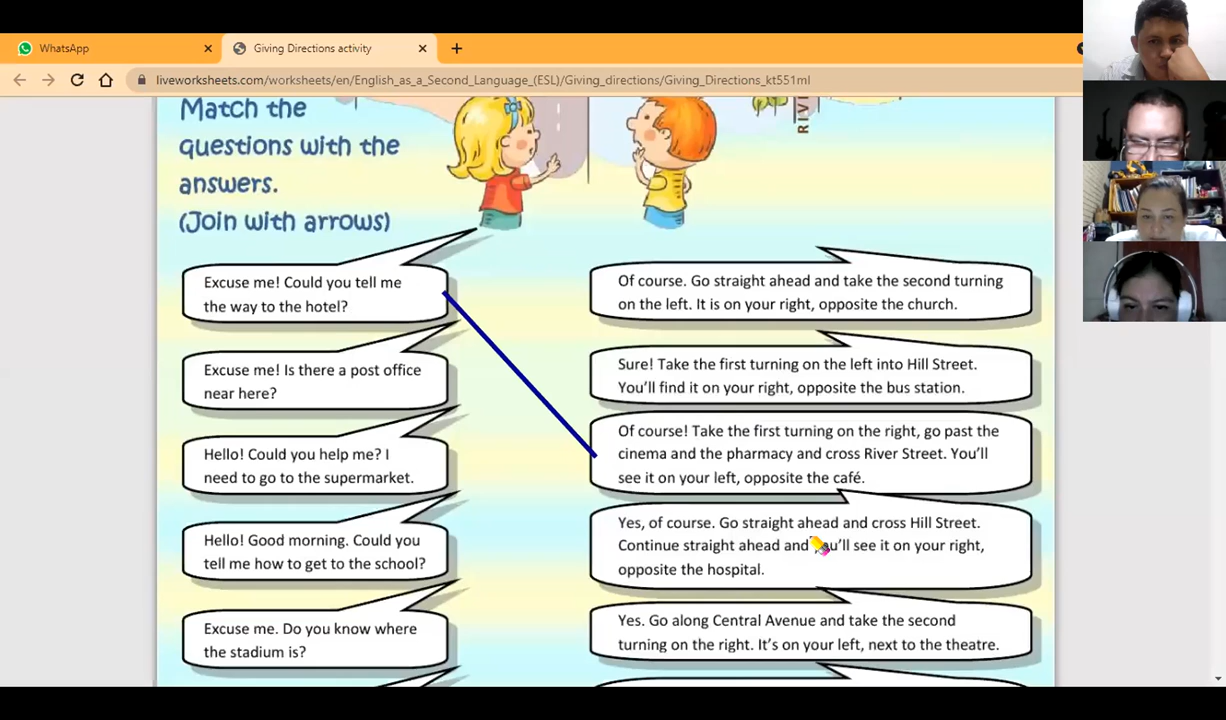 WhatsApp
Giving Directions activity
liveworksheets.com/worksheets/en/English_as_a_Second_Language_(ESL)/Giving_directions/Giving_Directions_kt551ml
Match the
questions with the
answers.
(Join with arrows)
Excuse me! Could you tell me
the way to the hotel?
Excuse me! Is there a post office
near here?
Hello! Could you help me? I
need to go to the supermarket.
Hello! Good morning. Could you
tell me how to get to the school?
Excuse me. Do you know where
the stadium is?
Of course. Go straight ahead and take the second turning
on the left. It is on your right, opposite the church.
Sure! Take the first turning on the left into Hill Street.
You'll find it on your right, opposite the bus station.
Of course! Take the first turning on the right, go past the
cinema and the pharmacy and cross River Street. You'll
see it on your left, opposite the café.
Yes, of course. Go straight ahead and cross Hill Street.
Continue straight ahead and you'll see it on your right,
opposite the hospital.
Yes. Go along Central Avenue and take the second
turning on the right. It's on your left, next to the theatre.